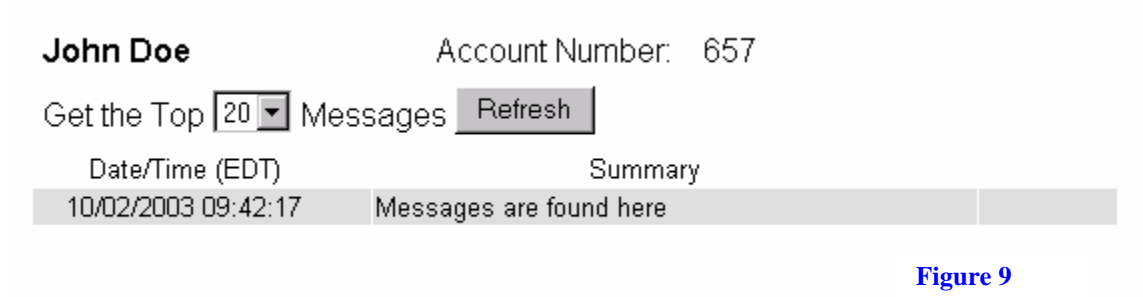 John Doe Account Number: 657
Get the Top 20 Messages Refresh
Date/Time (EDT) Summary
10/02/2003 09:42:17 Messages are found here
Figure 9